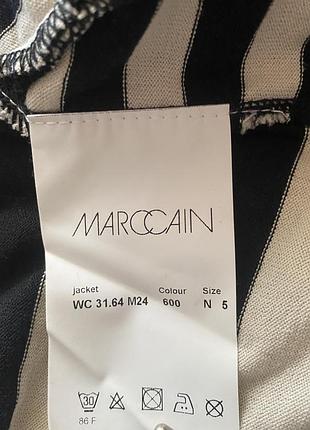 MARCCAIN
jacket Colour Size
WC 31.64 M24 600 N 5
30
86 F